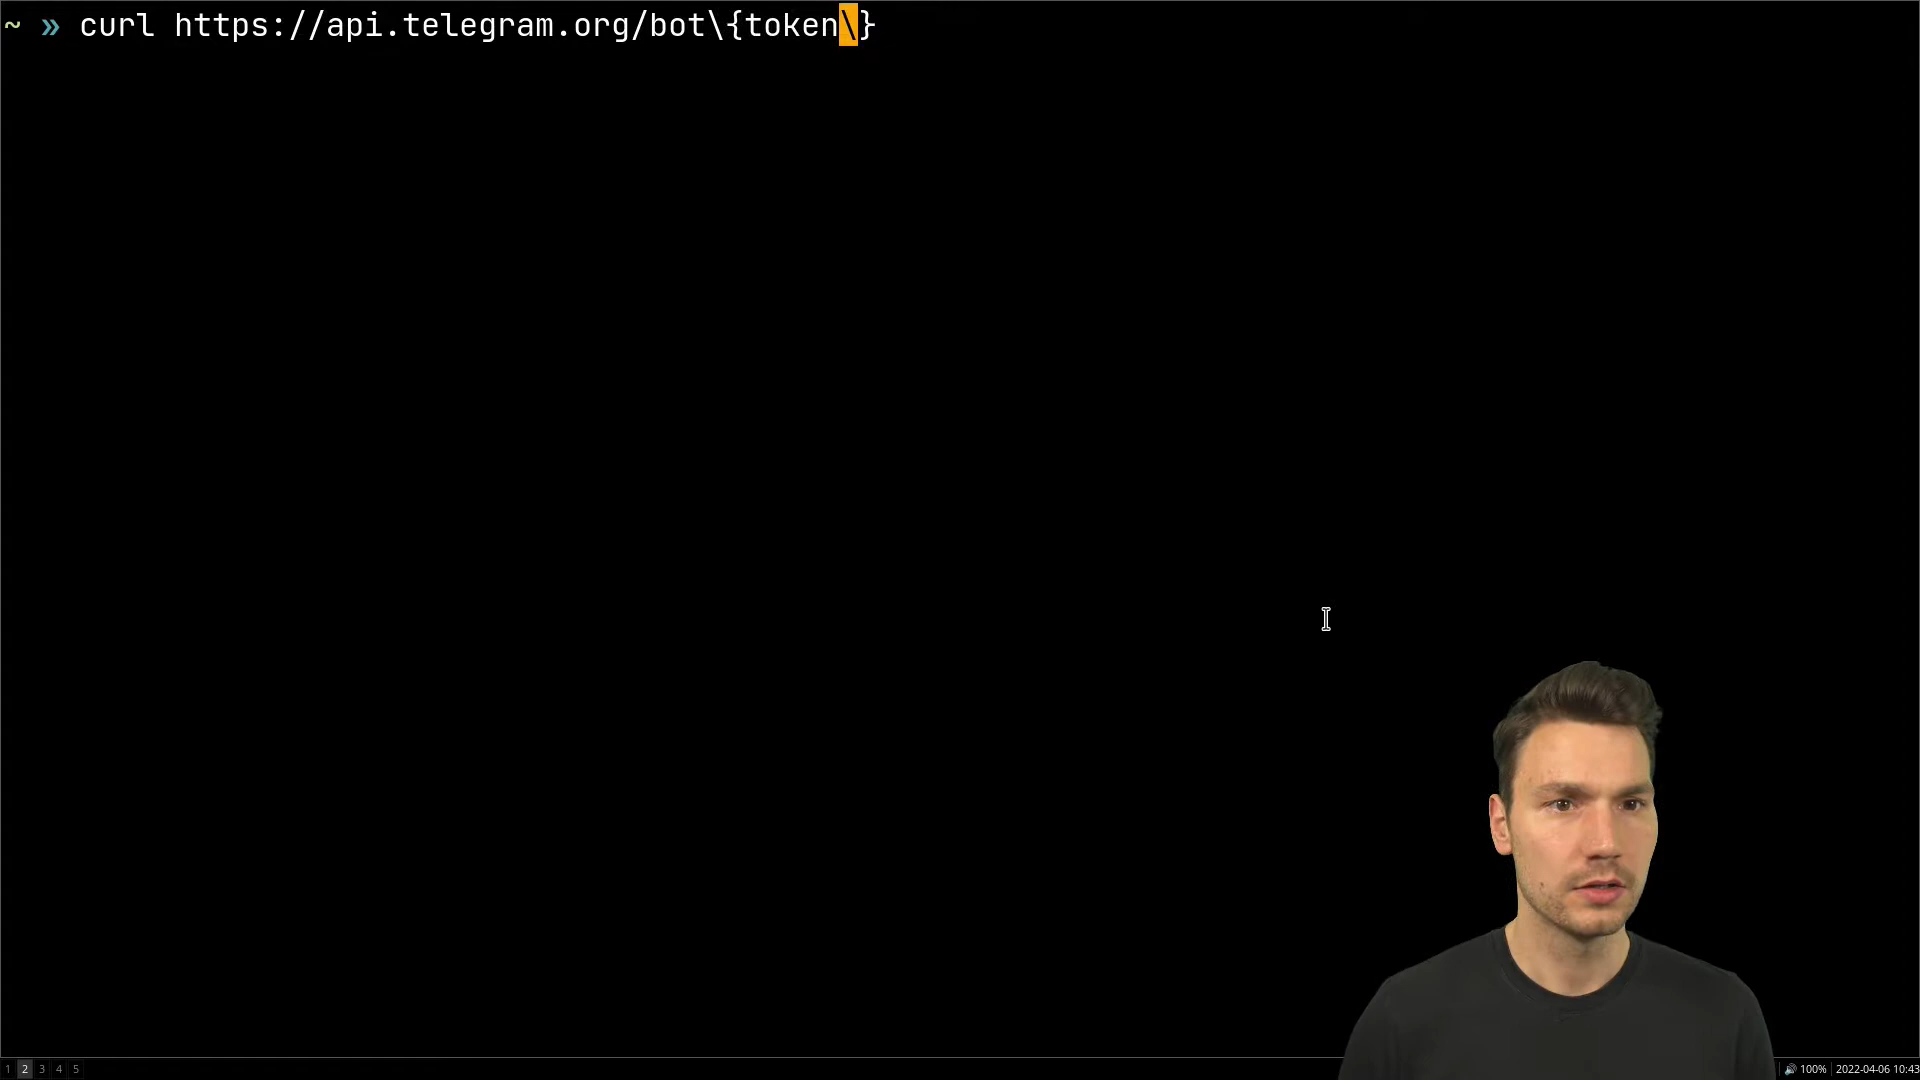 ~ » curl https://api.telegram.org/bot\{token\}
1 2 3 4 5
100% 2022-04-06 10:43